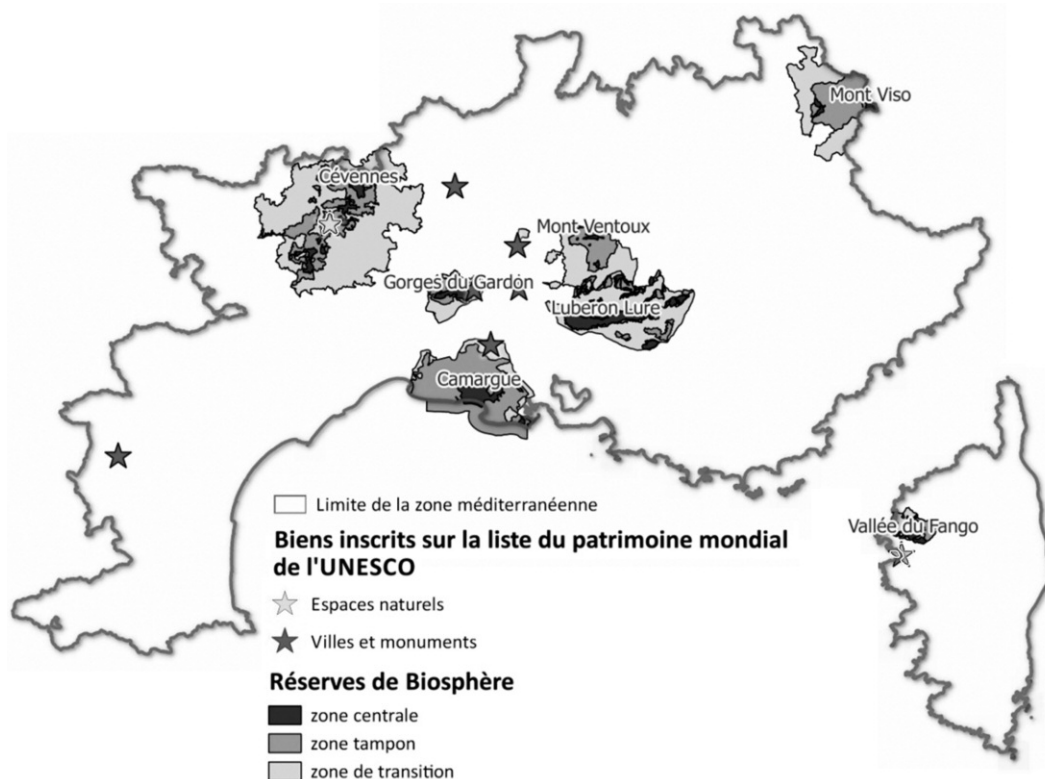 Mont Viso
Cévennes
Mont Ventoux
Gorges du Gardon
Luberon Lure
Camargue
Vallée du Fango
Limite de la zone méditerranéenne
Biens inscrits sur la liste du patrimoine mondial
de l'UNESCO
Espaces naturels
Villes et monuments
Réserves de Biosphère
zone centrale
zone tampon
zone de transition